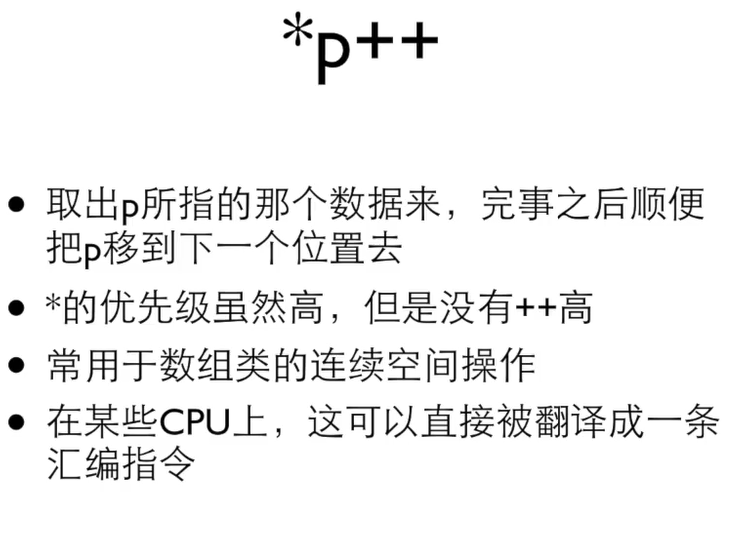 *p++
• 取出p所指的那个数据来，完事之后顺便
把p移到下一个位置去
• *的优先级虽然高，但是没有++高
• 常用于数组类的连续空间操作
• 在某些CPU上，这可以直接被翻译成一条
汇编指令